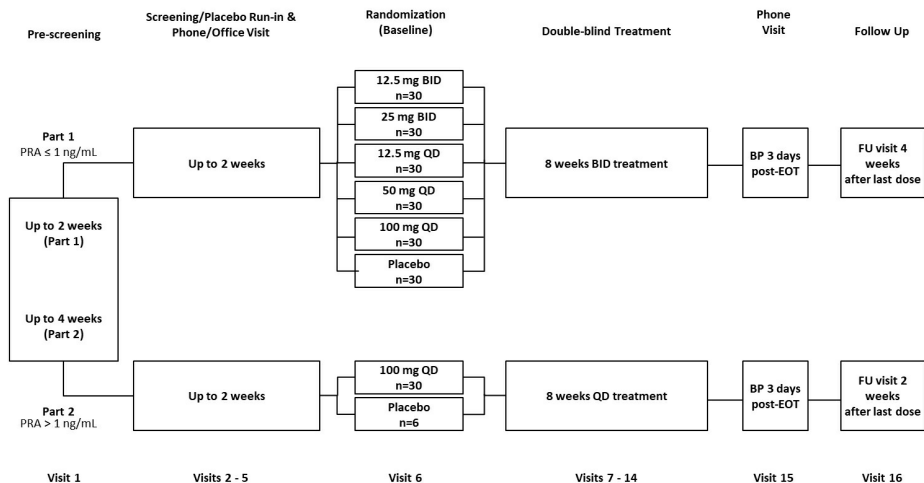 Pre-screening
Screening/Placebo Run-in &
Phone/Office Visit
Randomization
(Baseline)
Double-blind Treatment
Phone
Visit
Follow Up
Part 1
PRA ≤ 1 ng/mL
Up to 2 weeks
(Part 1)
Up to 4 weeks
(Part 2)
Part 2
PRA > 1 ng/mL
Up to 2 weeks
12.5 mg BID
n=30
25 mg BID
n=30
12.5 mg QD
n=30
50 mg QD
n=30
100 mg QD
n=30
Placebo
n=30
8 weeks BID treatment
BP 3 days
post-EOT
FU visit 4
weeks
after last dose
Up to 2 weeks
100 mg QD
n=30
Placebo
n=6
8 weeks QD treatment
BP 3 days
post-EOT
FU visit 2
weeks
after last dose
Visit 1
Visits 2 - 5
Visit 6
Visits 7 - 14
Visit 15
Visit 16